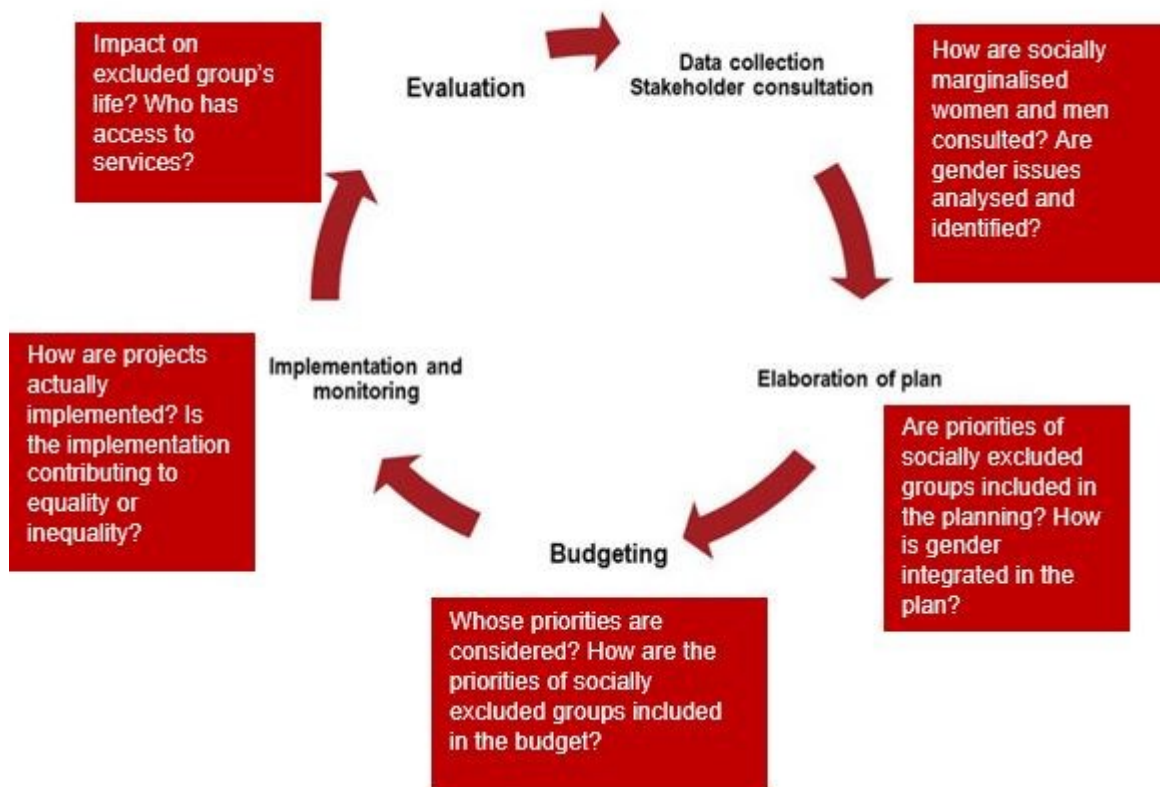 Impact on
excluded group's
life? Who has
access to
services?
Evaluation
Data collection
Stakeholder consultation
How are socially
marginalised
women and men
consulted? Are
gender issues
analysed and
identified?
Elaboration of plan
Are priorities of
socially excluded
groups included in
the planning? How
is gender
integrated in the
plan?
Budgeting
Whose priorities are
considered? How are the
priorities of socially
excluded groups included
in the budget?
Implementation and
monitoring
How are projects
actually
implemented? Is
the implementation
contributing to
equality or
inequality?